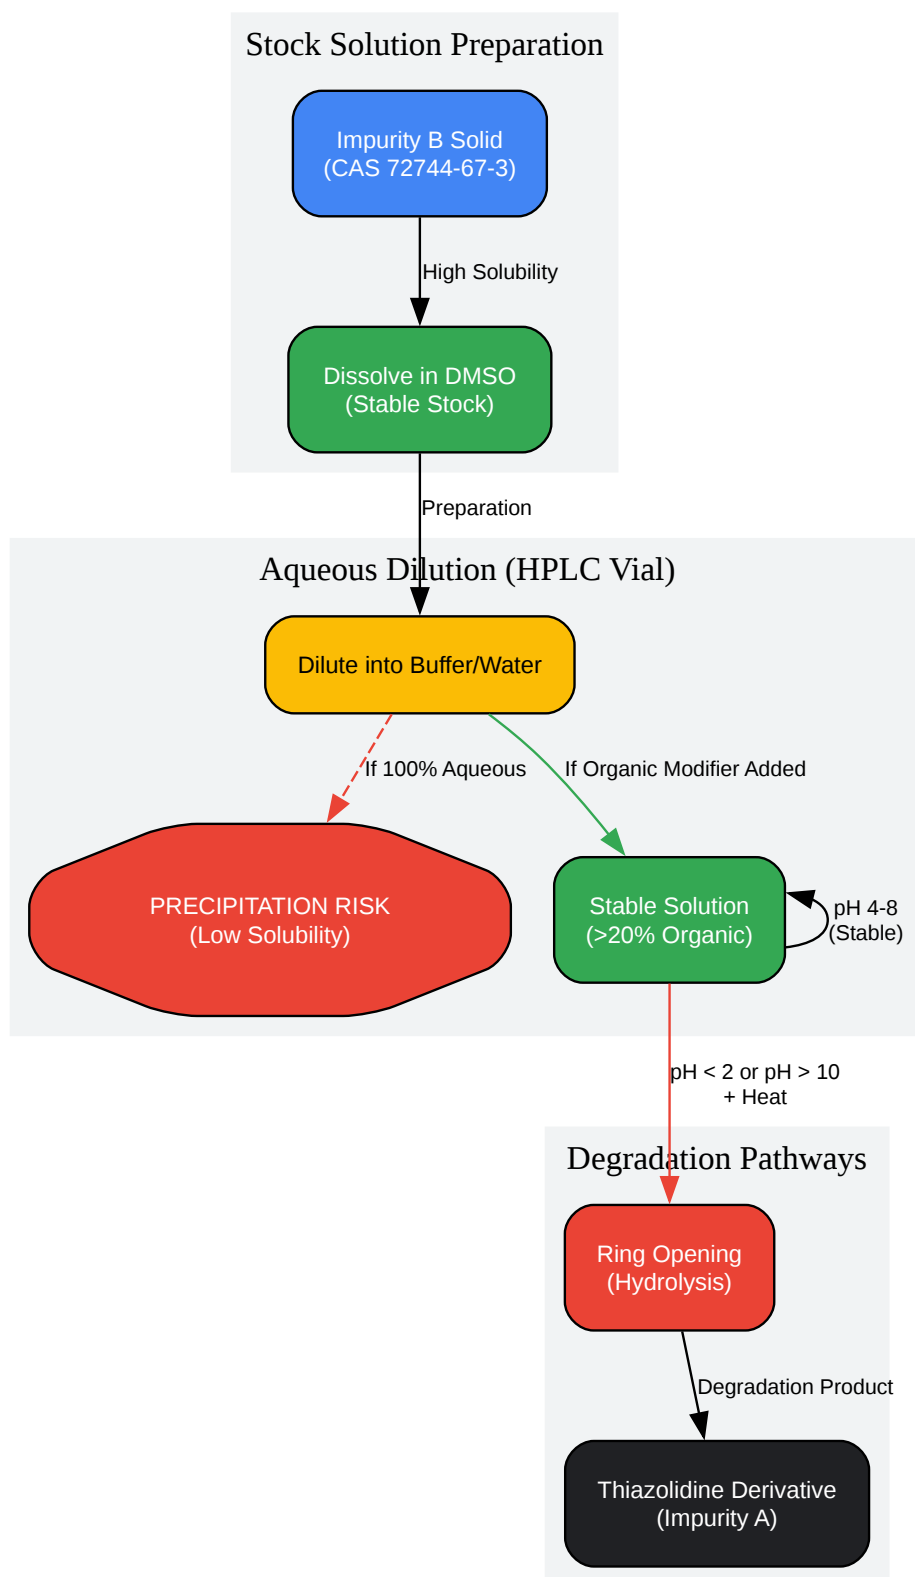 Stock Solution Preparation
Impurity B Solid
(CAS 72744-67-3)
High Solubility
Dissolve in DMSO
(Stable Stock)
Preparation
Aqueous Dilution (HPLC Vial)
Dilute into Buffer/Water
If 100% Aqueous
If Organic Modifier Added
PRECIPITATION RISK
(Low Solubility)
Stable Solution
(>20% Organic)
pH 4-8
(Stable)
pH < 2 or pH > 10
+ Heat
Degradation Pathways
Ring Opening
(Hydrolysis)
Degradation Product
Thiazolidine Derivative
(Impurity A)